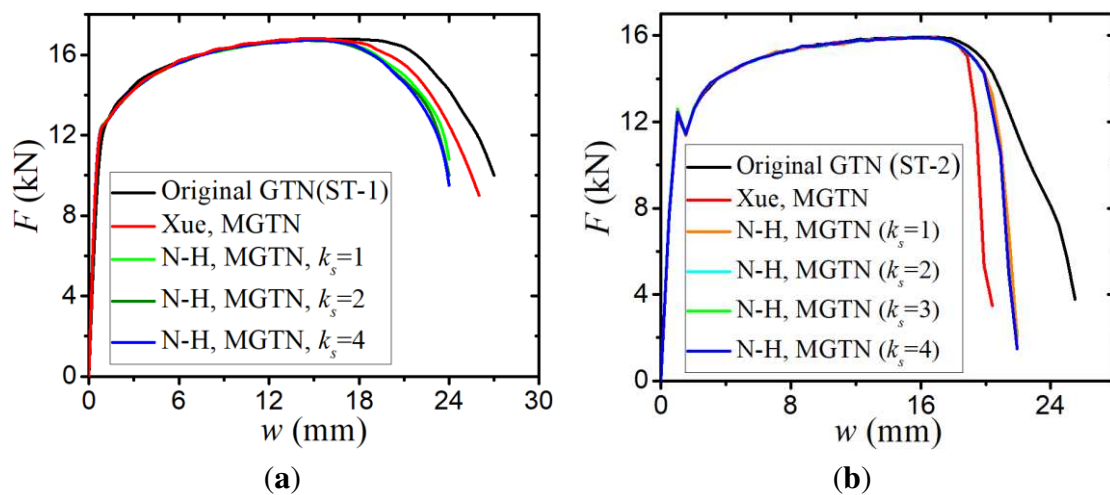 F (kN)
16
12
8
4
0
Original GTN(ST-1)
Xue, MGTN
N-H, MGTN, kₛ=1
N-H, MGTN, kₛ=2
N-H, MGTN, kₛ=4
0 6 12 18 24 30
w (mm)
(a)
F (kN)
16
12
8
4
0
Original GTN (ST-2)
Xue, MGTN
N-H, MGTN (kₛ=1)
N-H, MGTN (kₛ=2)
N-H, MGTN (kₛ=3)
N-H, MGTN (kₛ=4)
0 8 16 24
w (mm)
(b)